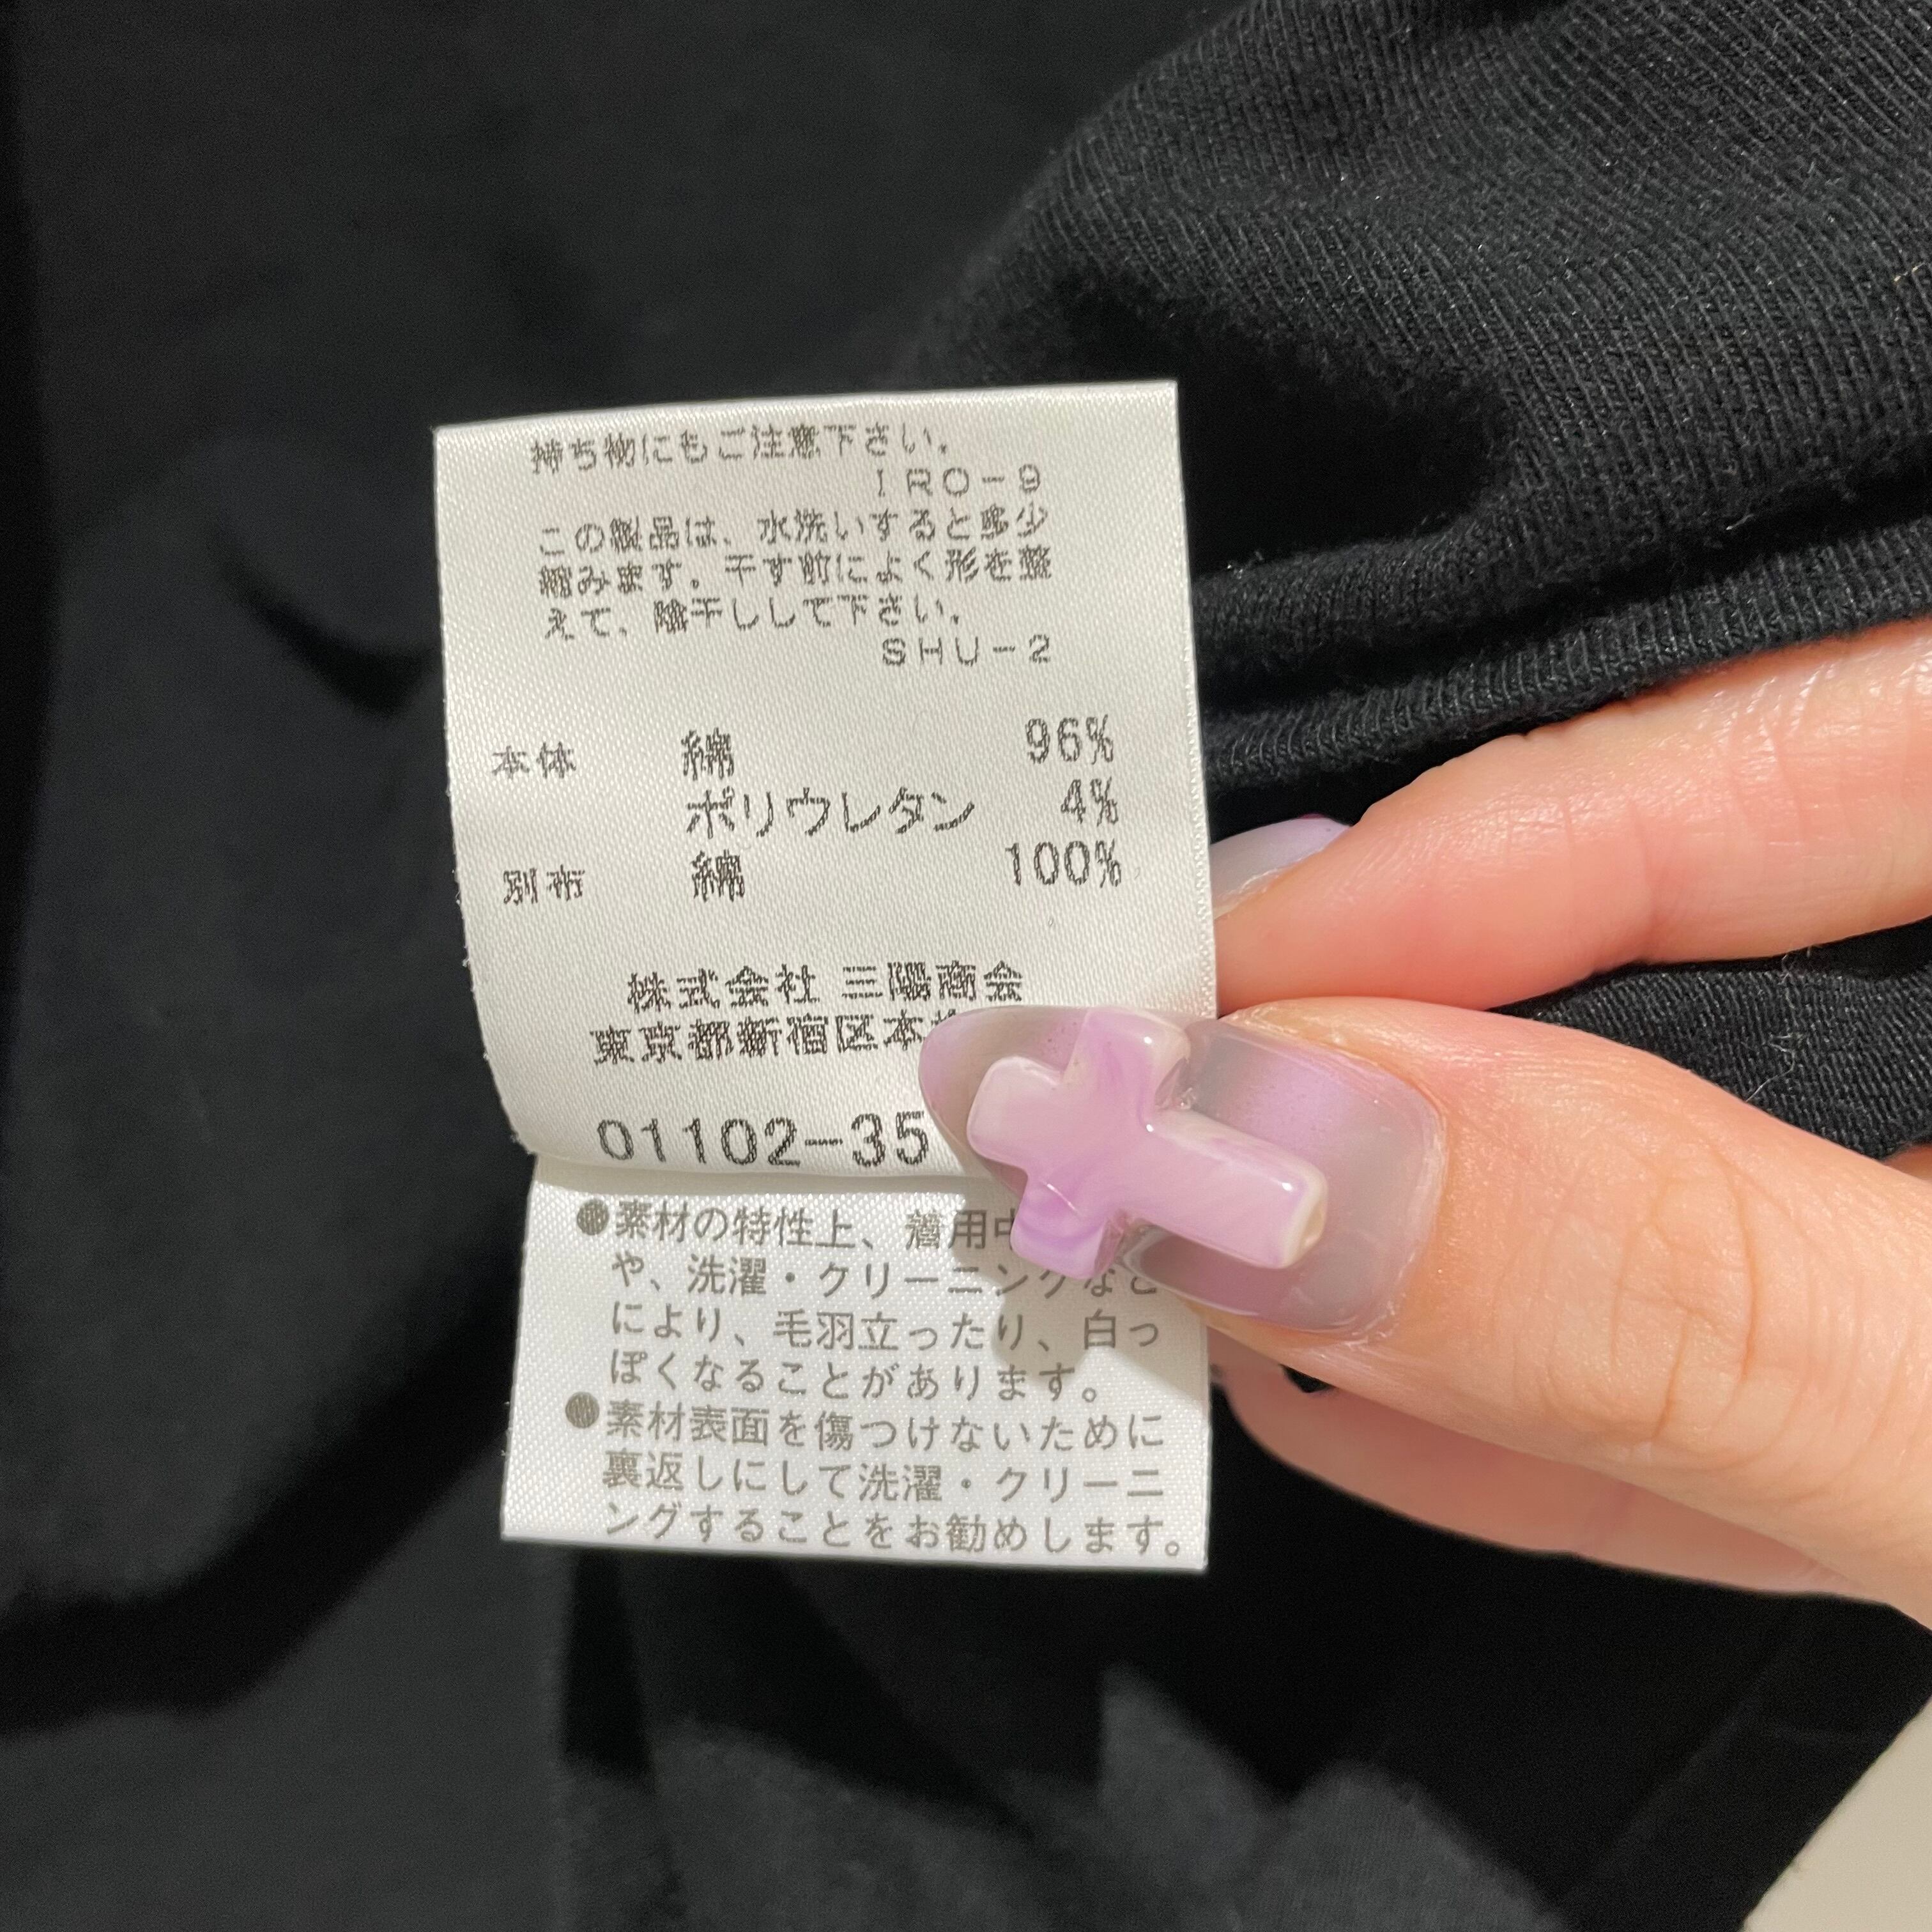 持ち物にもご注意下さい。
IRO-9
この製品は、水洗いすると多少
縮みます。干す前によく形を整
えて、陰干しして下さい。
SHU-2
本体 綿 96%
ポリウレタン 4%
別布 綿 100%
株式会社 三陽商会
東京都新宿区本
01102-35
●素材の特性上、着用中
や、洗濯・クリーニングなど
により、毛羽立ったり、白っ
ぽくなることがあります。
●素材表面を傷つけないために
裏返しにして洗濯・クリーニ
ングすることをお勧めします。